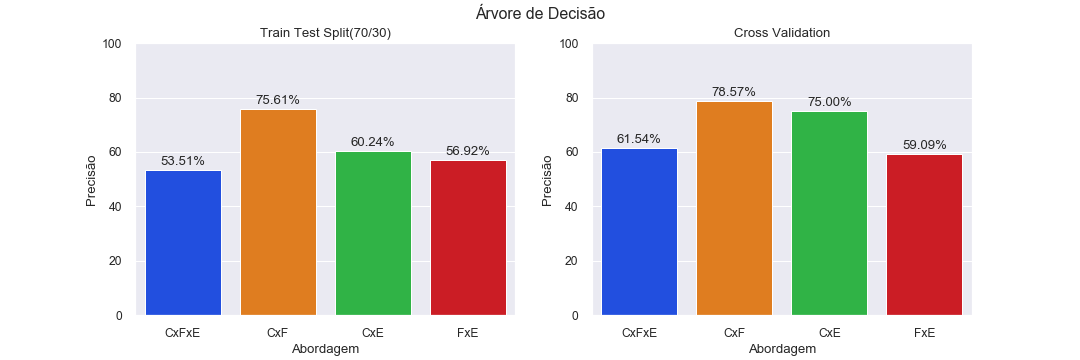 Árvore de Decisão
Train Test Split(70/30)
100
80
60
40
20
0
Precisão
53.51%
75.61%
60.24%
56.92%
CxFxE
CxF
CxE
FxE
Abordagem
Cross Validation
100
80
60
40
20
0
Precisão
61.54%
78.57%
75.00%
59.09%
CxFxE
CxF
CxE
FxE
Abordagem